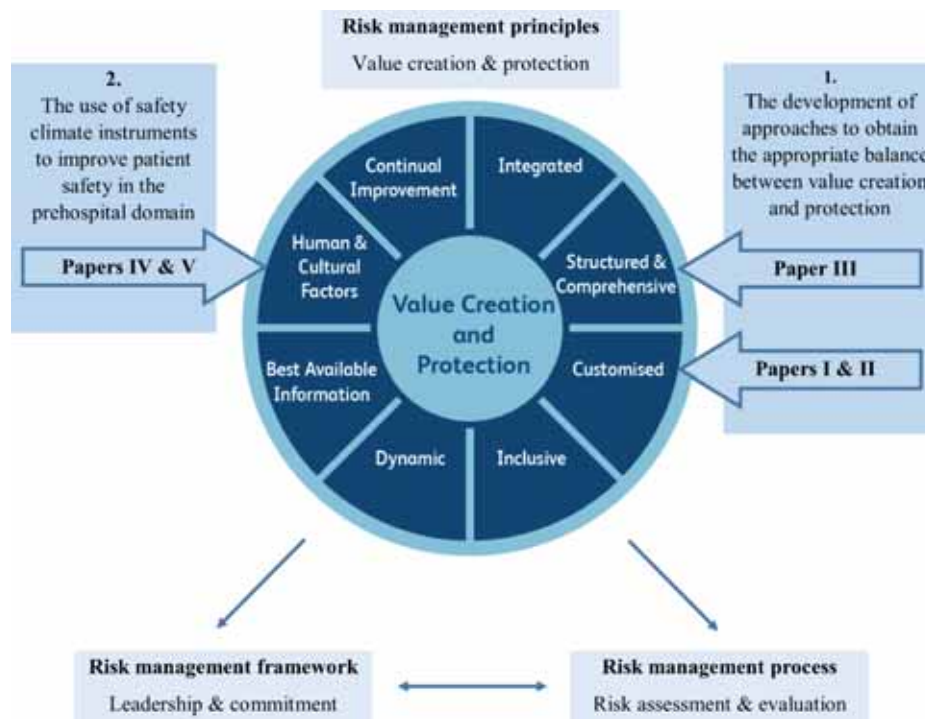 Risk management principles
Value creation & protection
2.
The use of safety
climate instruments
to improve patient
safety in the
prehospital domain
Papers IV & V
1.
The development of
approaches to obtain
the appropriate balance
between value creation
and protection
Paper III
Papers I & II
Continual
Improvement
Integrated
Human &
Cultural
Factors
Structured &
Comprehensive
Value Creation
and
Protection
Best Available
Information
Customised
Dynamic
Inclusive
Risk management framework
Leadership & commitment
Risk management process
Risk assessment & evaluation